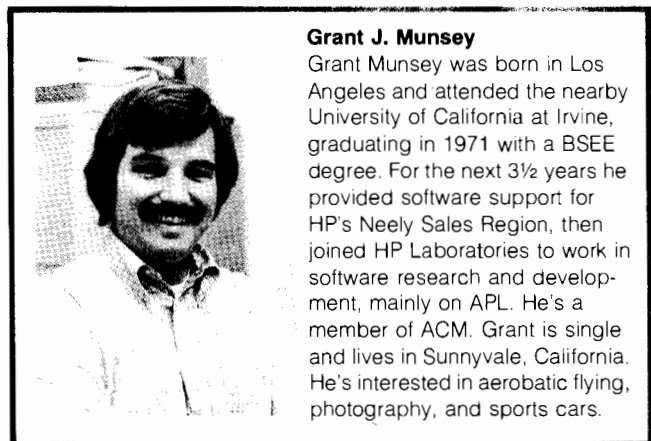 Grant J. Munsey
Grant Munsey was born in Los
Angeles and attended the nearby
University of California at Irvine,
graduating in 1971 with a BSEE
degree. For the next 3½ years he
provided software support for
HP's Neely Sales Region, then
joined HP Laboratories to work in
software research and develop-
ment, mainly on APL. He's a
member of ACM. Grant is single
and lives in Sunnyvale, California.
He's interested in aerobatic flying,
photography, and sports cars.